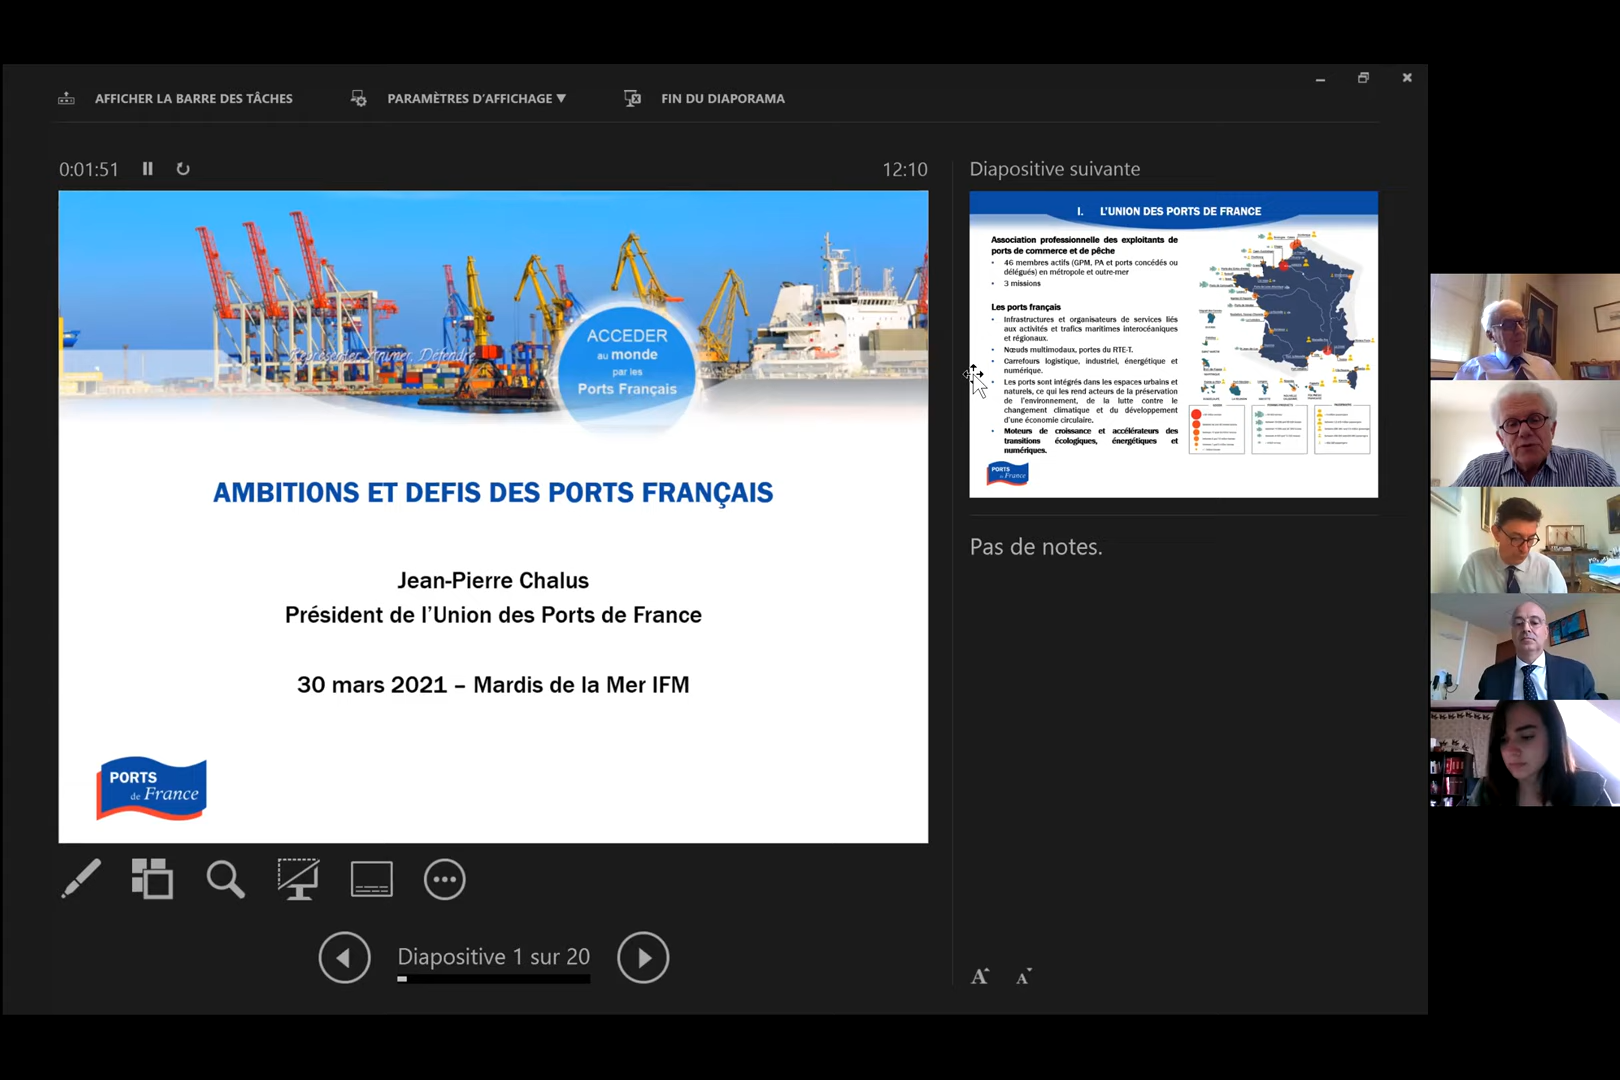 AFFICHER LA BARRE DES TÂCHES
PARAMÈTRES D'AFFICHAGE ▼
FIN DU DIAPORAMA
0:01:51
12:10
Représenter, Animer, Défendre
ACCEDER
au monde
par les
Ports Français
AMBITIONS ET DEFIS DES PORTS FRANÇAIS
Jean-Pierre Chalus
Président de l'Union des Ports de France
30 mars 2021 – Mardis de la Mer IFM
PORTS
de France
Diapositive 1 sur 20
Diapositive suivante
I. L'UNION DES PORTS DE FRANCE
Association professionnelle des exploitants de
ports de commerce et de pêche
• 46 membres actifs (GPM, PA et ports concédés ou
délégués) en métropole et outre-mer
• 3 missions
Les ports français
• Infrastructures et organisateurs de services liés
aux activités et trafics maritimes interocéaniques
et régionaux.
• Nœuds multimodaux, portes du RTE-T.
• Carrefours logistique, industriel, énergétique et
numérique.
• Les ports sont intégrés dans les espaces urbains et
naturels, ce qui les rend acteurs de la préservation
de l'environnement, de la lutte contre le
changement climatique et du développement
d'une économie circulaire.
• Moteurs de croissance et accélérateurs des
transitions écologiques, énergétiques et
numériques.
PORTS
de France
Pas de notes.
A A